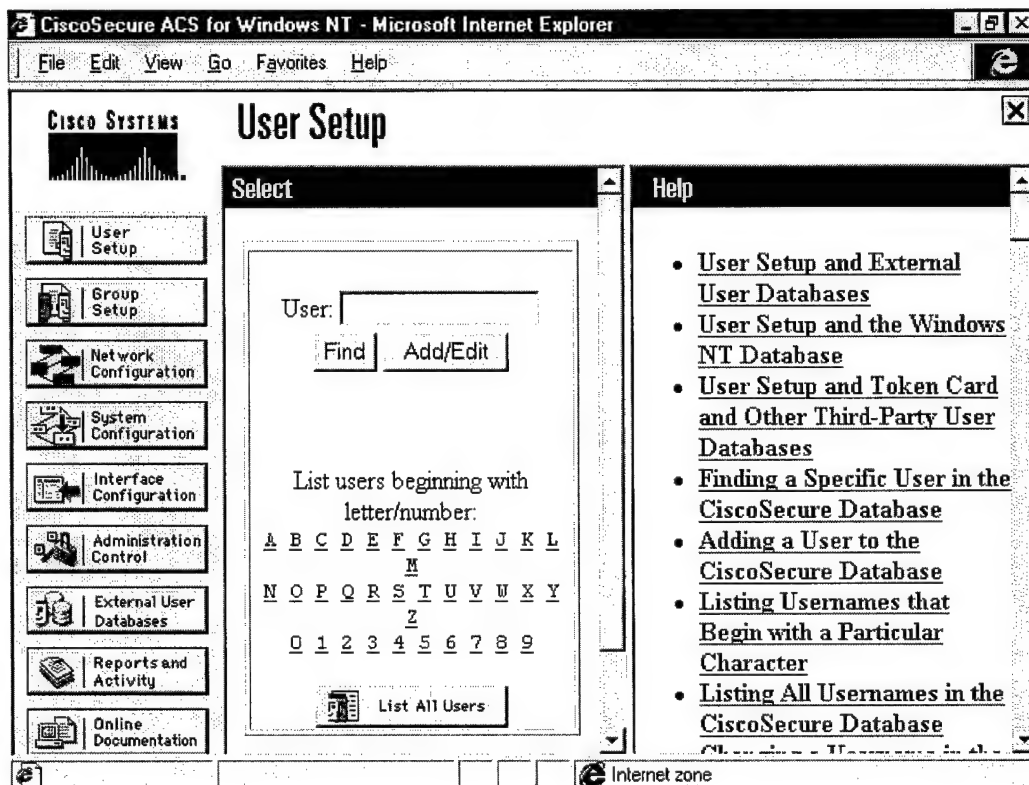 CiscoSecure ACS for Windows NT - Microsoft Internet Explorer
File Edit View Go Favorites Help
CISCO SYSTEMS
User Setup
User
Setup
Group
Setup
Network
Configuration
System
Configuration
Interface
Configuration
Administration
Control
External User
Databases
Reports and
Activity
Online
Documentation
Select
User:
Find Add/Edit
List users beginning with
letter/number:
A B C D E F G H I J K L
M
N O P Q R S T U V W X Y
Z
0 1 2 3 4 5 6 7 8 9
List All Users
Help
• User Setup and External
User Databases
• User Setup and the Windows
NT Database
• User Setup and Token Card
and Other Third-Party User
Databases
• Finding a Specific User in the
CiscoSecure Database
• Adding a User to the
CiscoSecure Database
• Listing Usernames that
Begin with a Particular
Character
• Listing All Usernames in the
CiscoSecure Database
Changing a Username in the
Internet zone